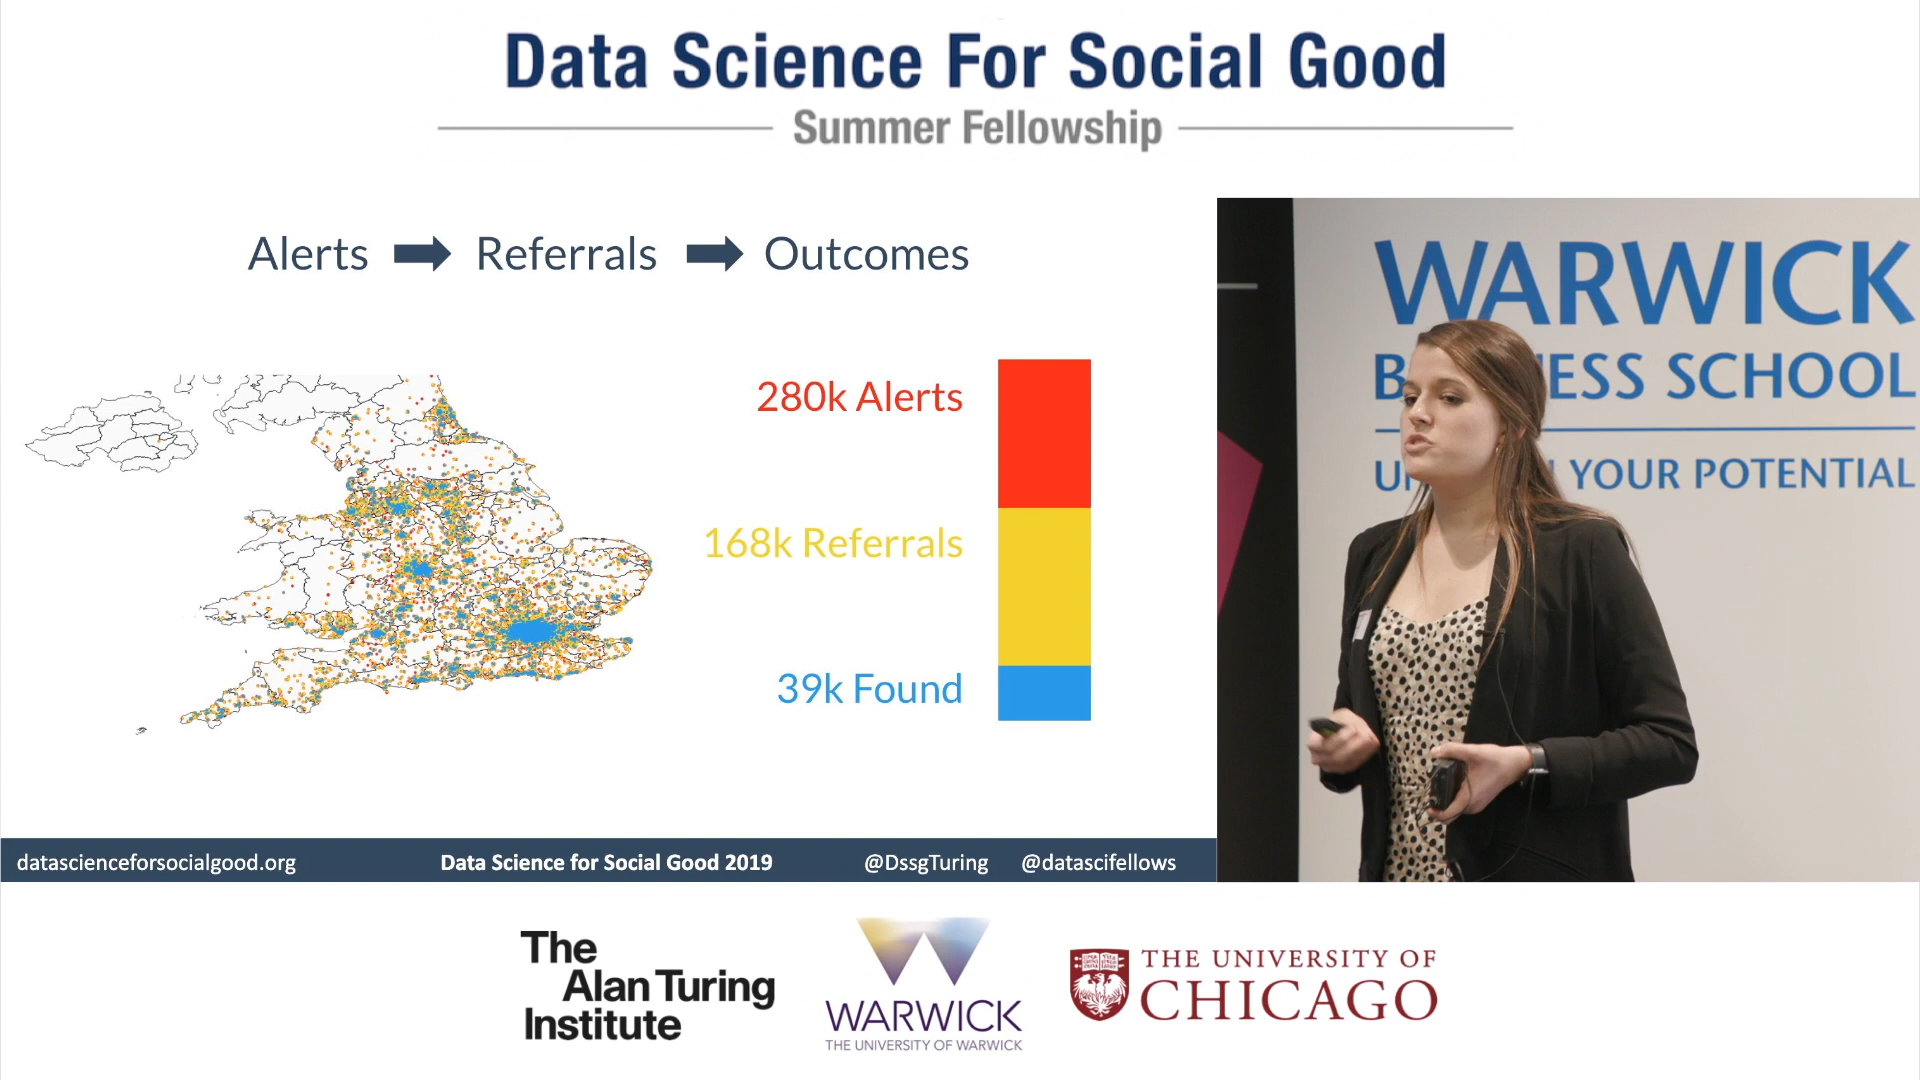 Data Science For Social Good
Summer Fellowship
Alerts Referrals Outcomes
280k Alerts
168k Referrals
39k Found
WARWICK
B ESS SCHOOL
YOUR POTENTIAL
datascienceforsocialgood.org Data Science for Social Good 2019 @DssgTuring @datascifellows
The
Alan Turing
Institute
WARWICK
THE UNIVERSITY OF WARWICK
THE UNIVERSITY OF
CHICAGO